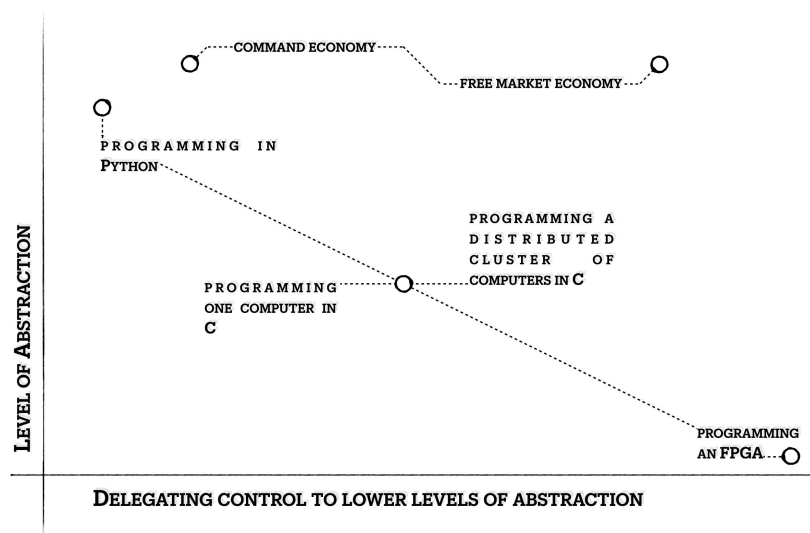 COMMAND ECONOMY
FREE MARKET ECONOMY
PROGRAMMING IN
PYTHON
PROGRAMMING A
DISTRIBUTED
CLUSTER OF
COMPUTERS IN C
PROGRAMMING
ONE COMPUTER IN
C
PROGRAMMING
AN FPGA
LEVEL OF ABSTRACTION
DELEGATING CONTROL TO LOWER LEVELS OF ABSTRACTION